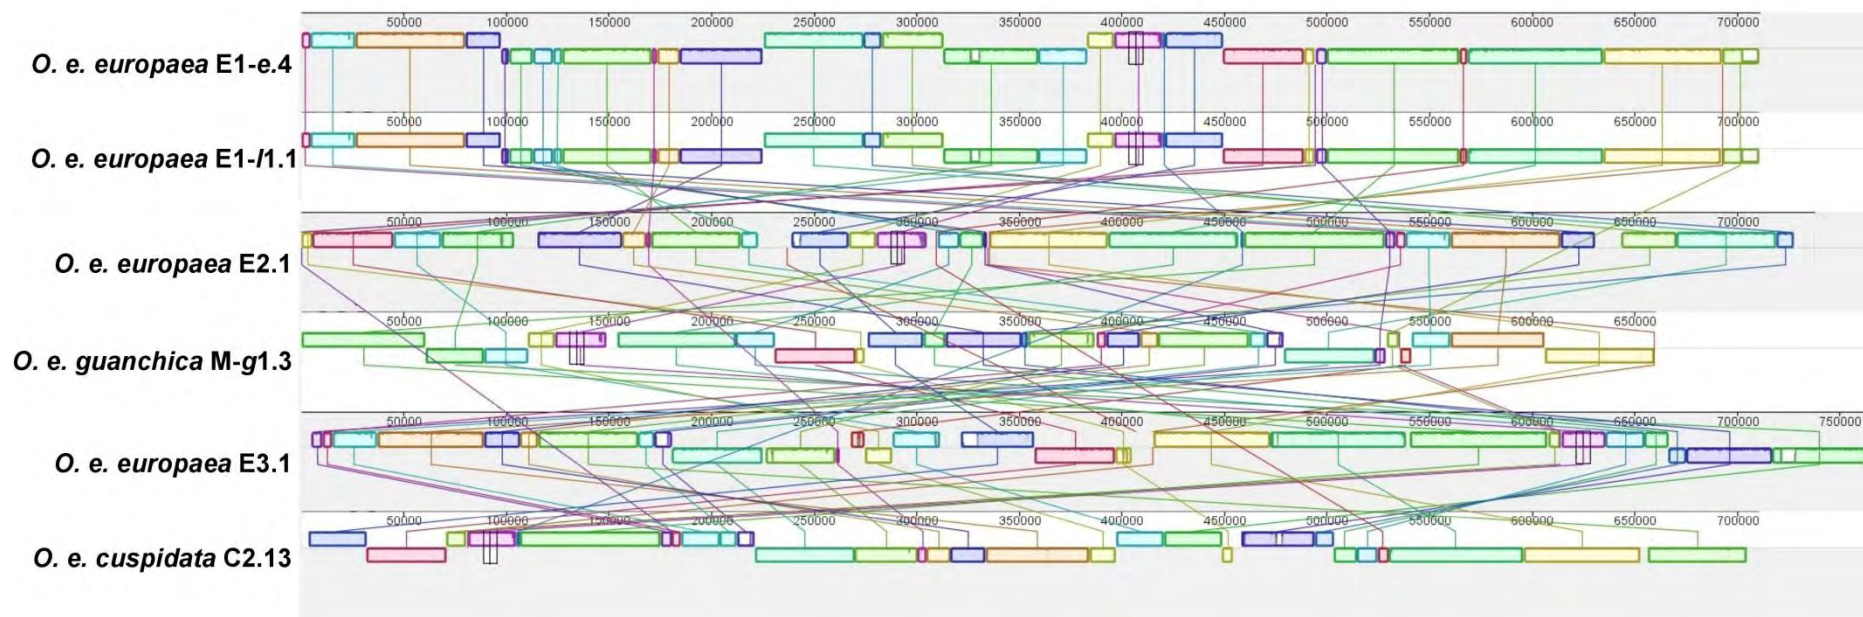 50000 100000 150000 200000 250000 300000 350000 400000 450000 500000 550000 600000 650000 700000
O. e. europaea E1-e.4
50000 100000 150000 200000 250000 300000 350000 400000 450000 500000 550000 600000 650000 700000
O. e. europaea E1-l1.1
50000 100000 150000 200000 250000 300000 350000 400000 450000 500000 550000 600000 650000 700000
O. e. europaea E2.1
50000 100000 150000 200000 250000 300000 350000 400000 450000 500000 550000 600000 650000
O. e. guanchica M-g1.3
50000 100000 150000 200000 250000 300000 350000 400000 450000 500000 550000 600000 650000 700000 750000
O. e. europaea E3.1
50000 100000 150000 200000 250000 300000 350000 400000 450000 500000 550000 600000 650000 700000
O. e. cuspidata C2.13